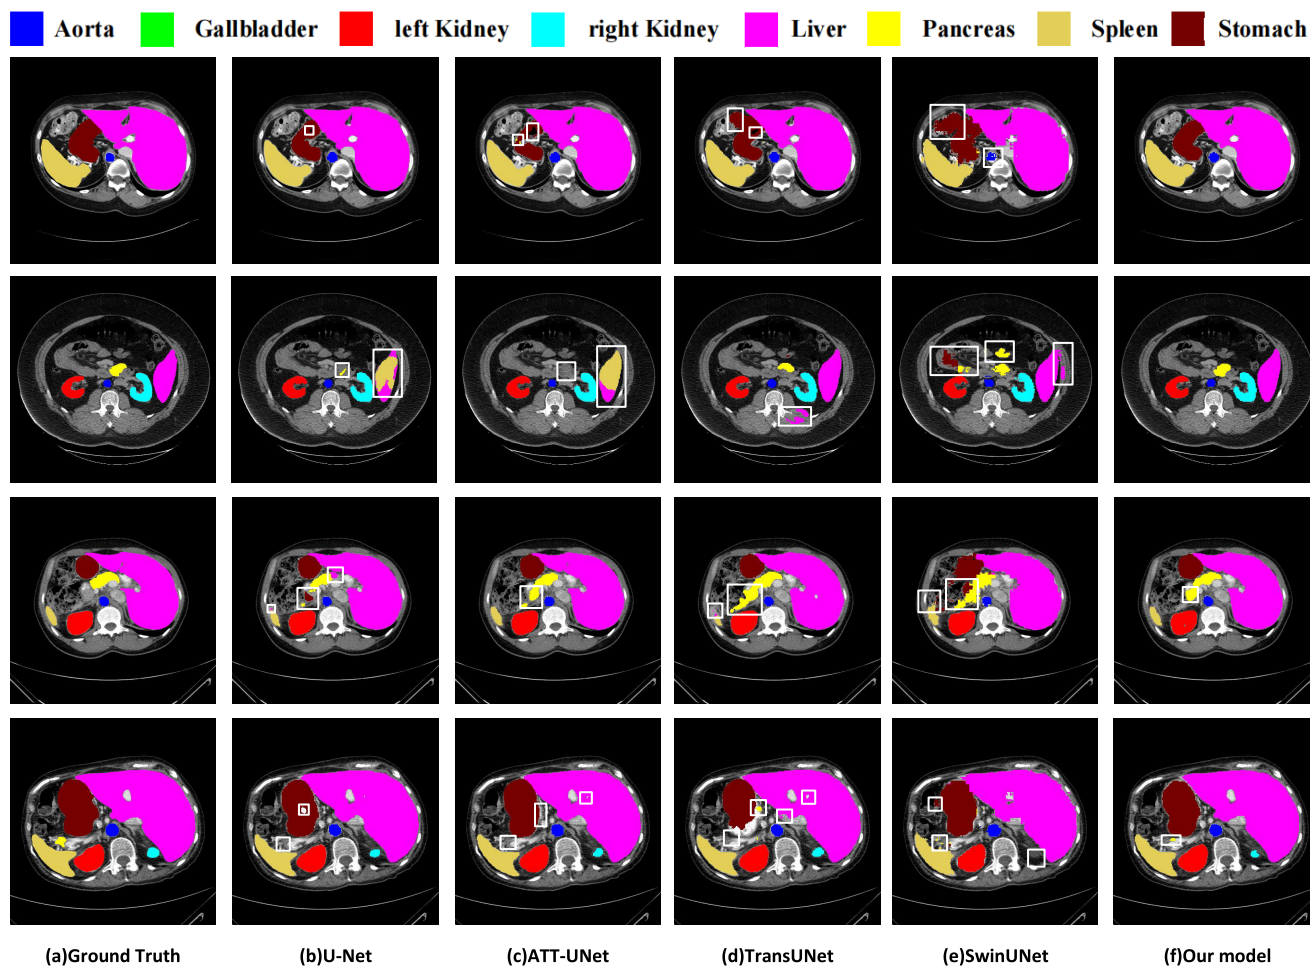 Aorta Gallbladder left Kidney right Kidney Liver Pancreas Spleen Stomach
(a)Ground Truth (b)U-Net (c)ATT-UNet (d)TransUNet (e)SwinUNet (f)Our model